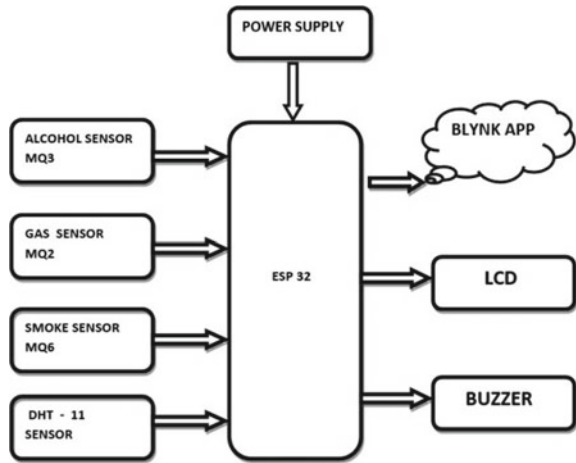 POWER SUPPLY
ALCOHOL SENSOR
MQ3
GAS SENSOR
MQ2
SMOKE SENSOR
MQ6
DHT - 11
SENSOR
ESP 32
BLYNK APP
LCD
BUZZER